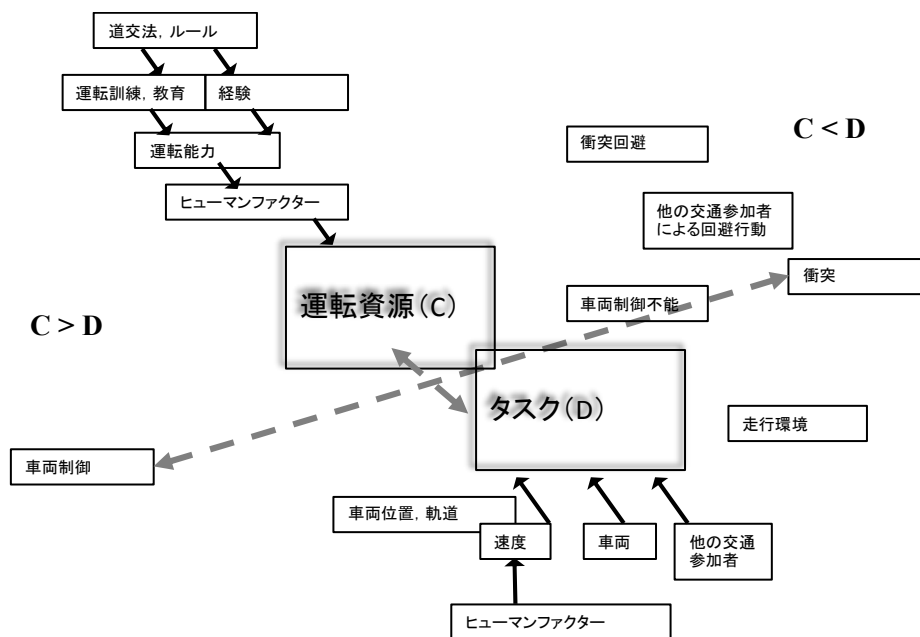 道交法，ルール
運転訓練，教育
経験
運転能力
ヒューマンファクター
運転資源（C）
C > D
C < D
衝突回避
他の交通参加者
による回避行動
衝突
車両制御不能
タスク（D）
走行環境
車両制御
車両位置，軌道
速度
車両
他の交通
参加者
ヒューマンファクター